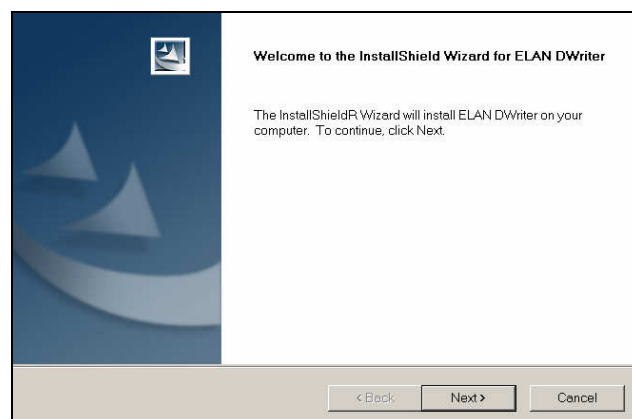 Welcome to the InstallShield Wizard for ELAN DWriter
The InstallShieldR Wizard will install ELAN DWriter on your
computer. To continue, click Next.
< Back
Next >
Cancel